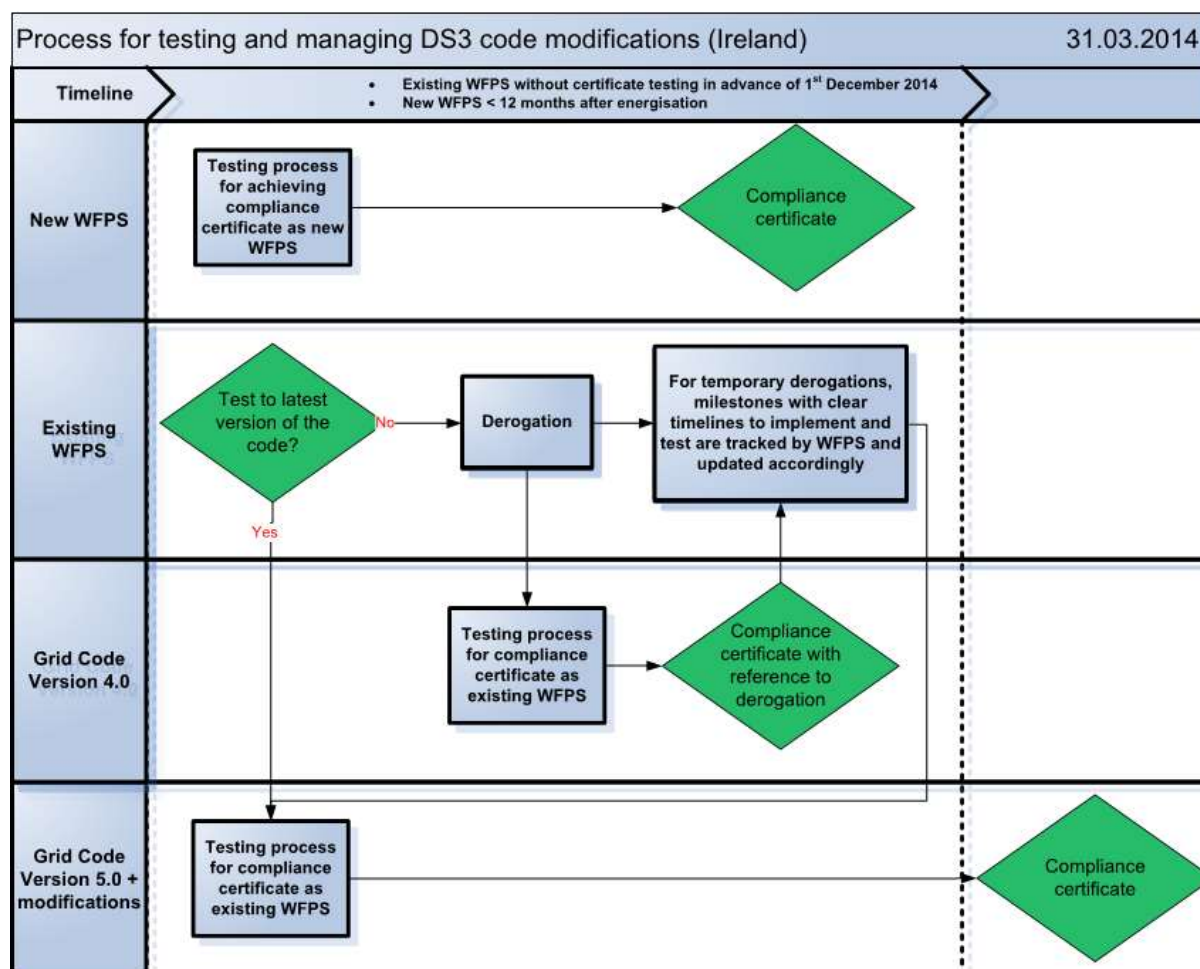 Process for testing and managing DS3 code modifications (Ireland)
31.03.2014
Timeline
• Existing WFPS without certificate testing in advance of 1st December 2014
• New WFPS < 12 months after energisation
New WFPS
Testing process
for achieving
compliance
certificate as new
WFPS
Compliance
certificate
Existing
WFPS
Test to latest
version of the
code?
No
Yes
Derogation
For temporary derogations,
milestones with clear
timelines to implement and
test are tracked by WFPS and
updated accordingly
Grid Code
Version 4.0
Testing process
for compliance
certificate as
existing WFPS
Compliance
certificate with
reference to
derogation
Grid Code
Version 5.0 +
modifications
Testing process
for compliance
certificate as
existing WFPS
Compliance
certificate